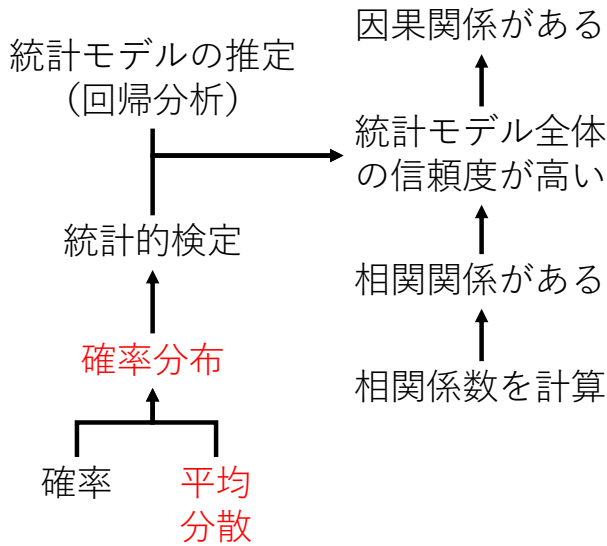 統計モデルの推定
（回帰分析）
統計的検定
確率分布
確率
平均
分散
因果関係がある
統計モデル全体
の信頼度が高い
相関関係がある
相関係数を計算